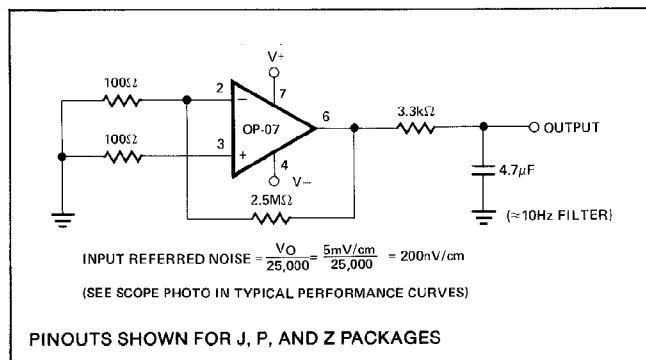 V+
100Ω
2
−
7
6
3.3kΩ
OP-07
OUTPUT
100Ω
3
+
4
V−
4.7μF
2.5MΩ
(≈10Hz FILTER)
INPUT REFERRED NOISE = VO/25,000 = 5mV/cm/25,000 = 200nV/cm
(SEE SCOPE PHOTO IN TYPICAL PERFORMANCE CURVES)
PINOUTS SHOWN FOR J, P, AND Z PACKAGES